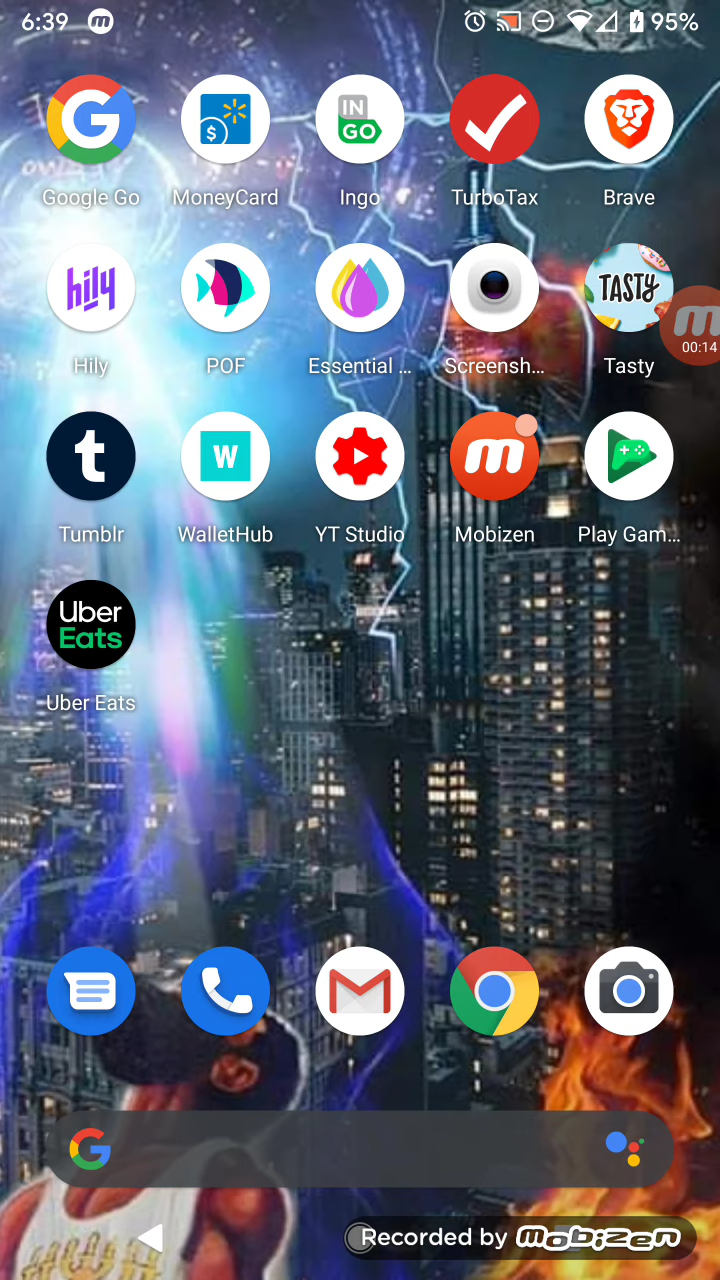 6:39 m 95%
Google Go MoneyCard Ingo TurboTax Brave
IN
GO
$
hily
TASTY
m
00:14
Hily POF Essential ... Screensh... Tasty
t W m
Tumblr WalletHub YT Studio Mobizen Play Gam...
Uber
Eats
Uber Eats
G
Recorded by mobizen